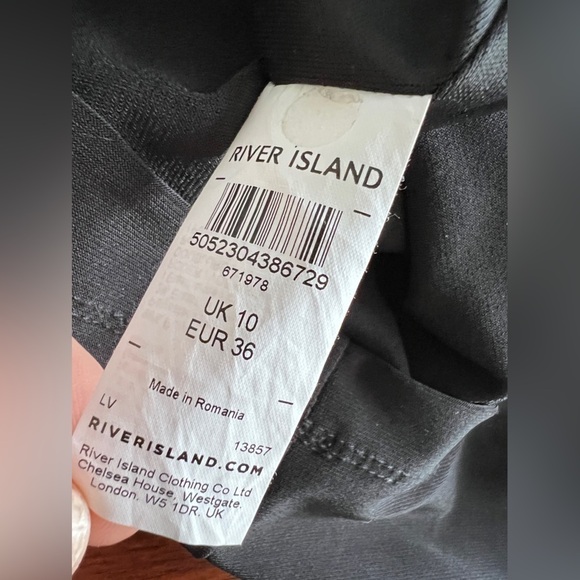 RIVER ISLAND
5052304386729
671978
UK 10
EUR 36
Made in Romania
LV
13857
RIVERISLAND.COM
River Island Clothing Co Ltd
Chelsea House, Westgate,
London. W5 1DR. UK